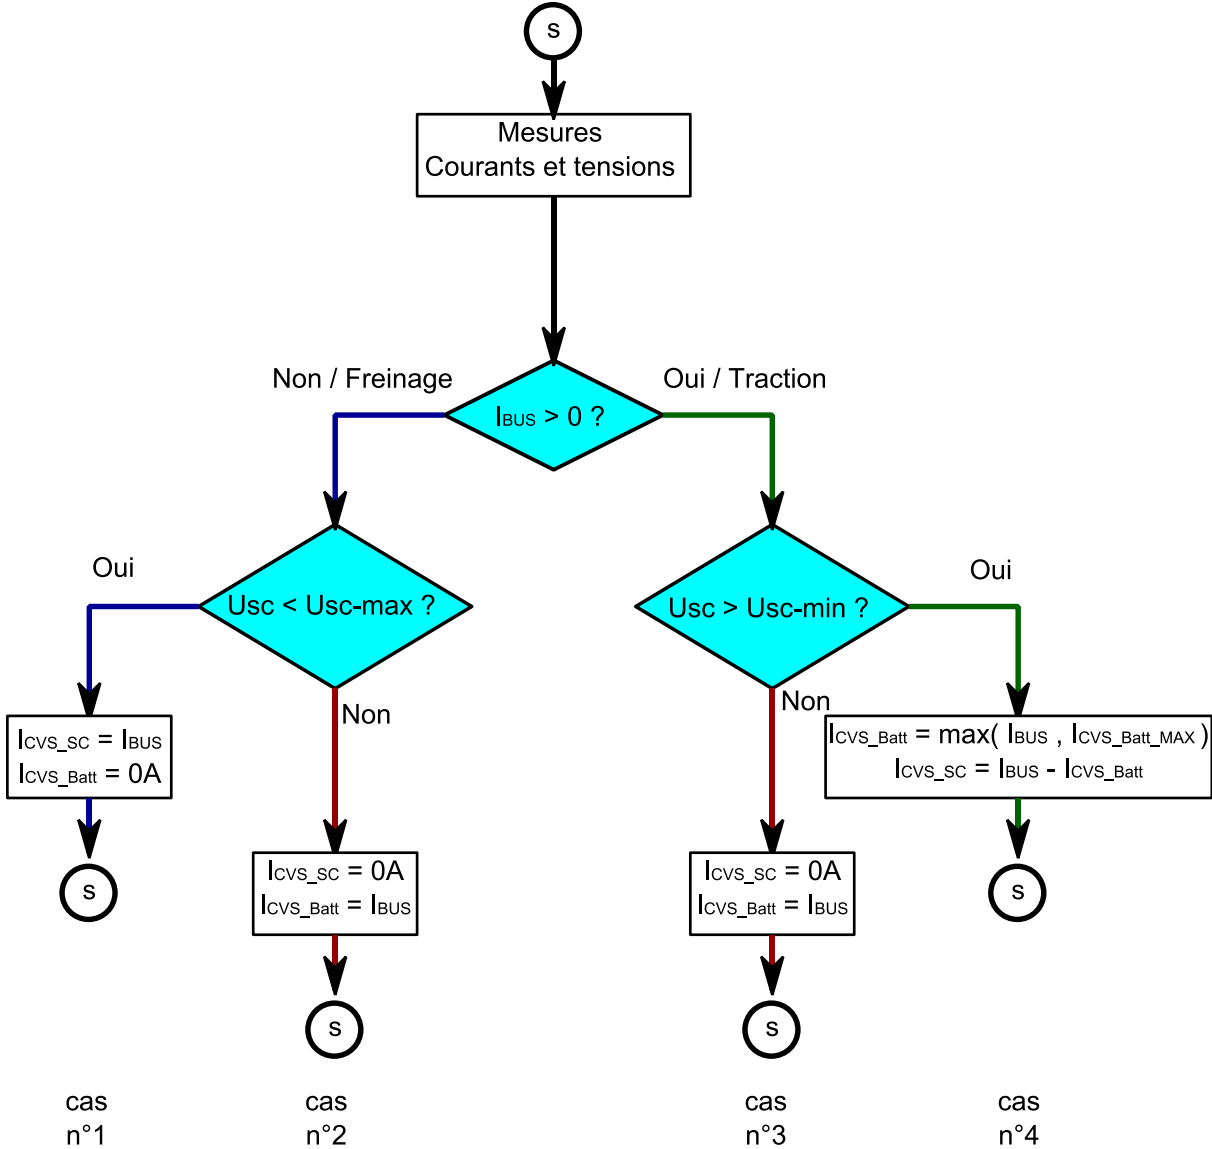 s
Mesures
Courants et tensions
Non / Freinage
Oui / Traction
IBUS > 0 ?
Oui
Usc < Usc-max ?
Usc > Usc-min ?
Oui
Non
Non
ICVS_SC = IBUS
ICVS_Batt = 0A
ICVS_Batt = max( IBUS , ICVS_Batt_MAX )
ICVS_SC = IBUS - ICVS_Batt
ICVS_SC = 0A
ICVS_Batt = IBUS
ICVS_SC = 0A
ICVS_Batt = IBUS
s
s
s
s
cas
n°1
cas
n°2
cas
n°3
cas
n°4